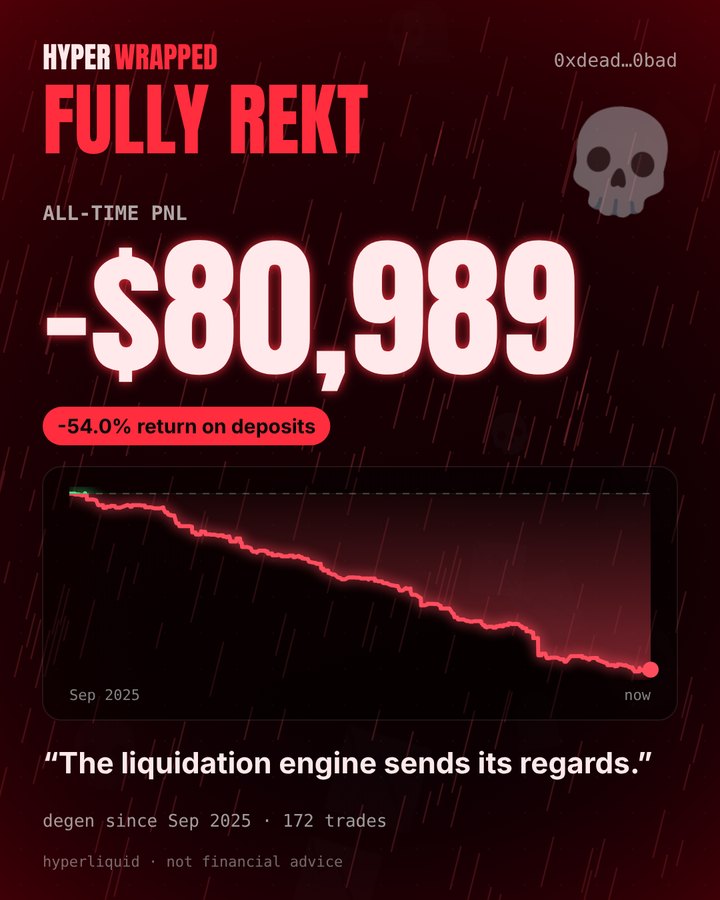 HYPER WRAPPED
0xdead…0bad
FULLY REKT
ALL-TIME PNL
-$80,989
-54.0% return on deposits
Sep 2025
now
“The liquidation engine sends its regards.”
degen since Sep 2025 · 172 trades
hyperliquid · not financial advice